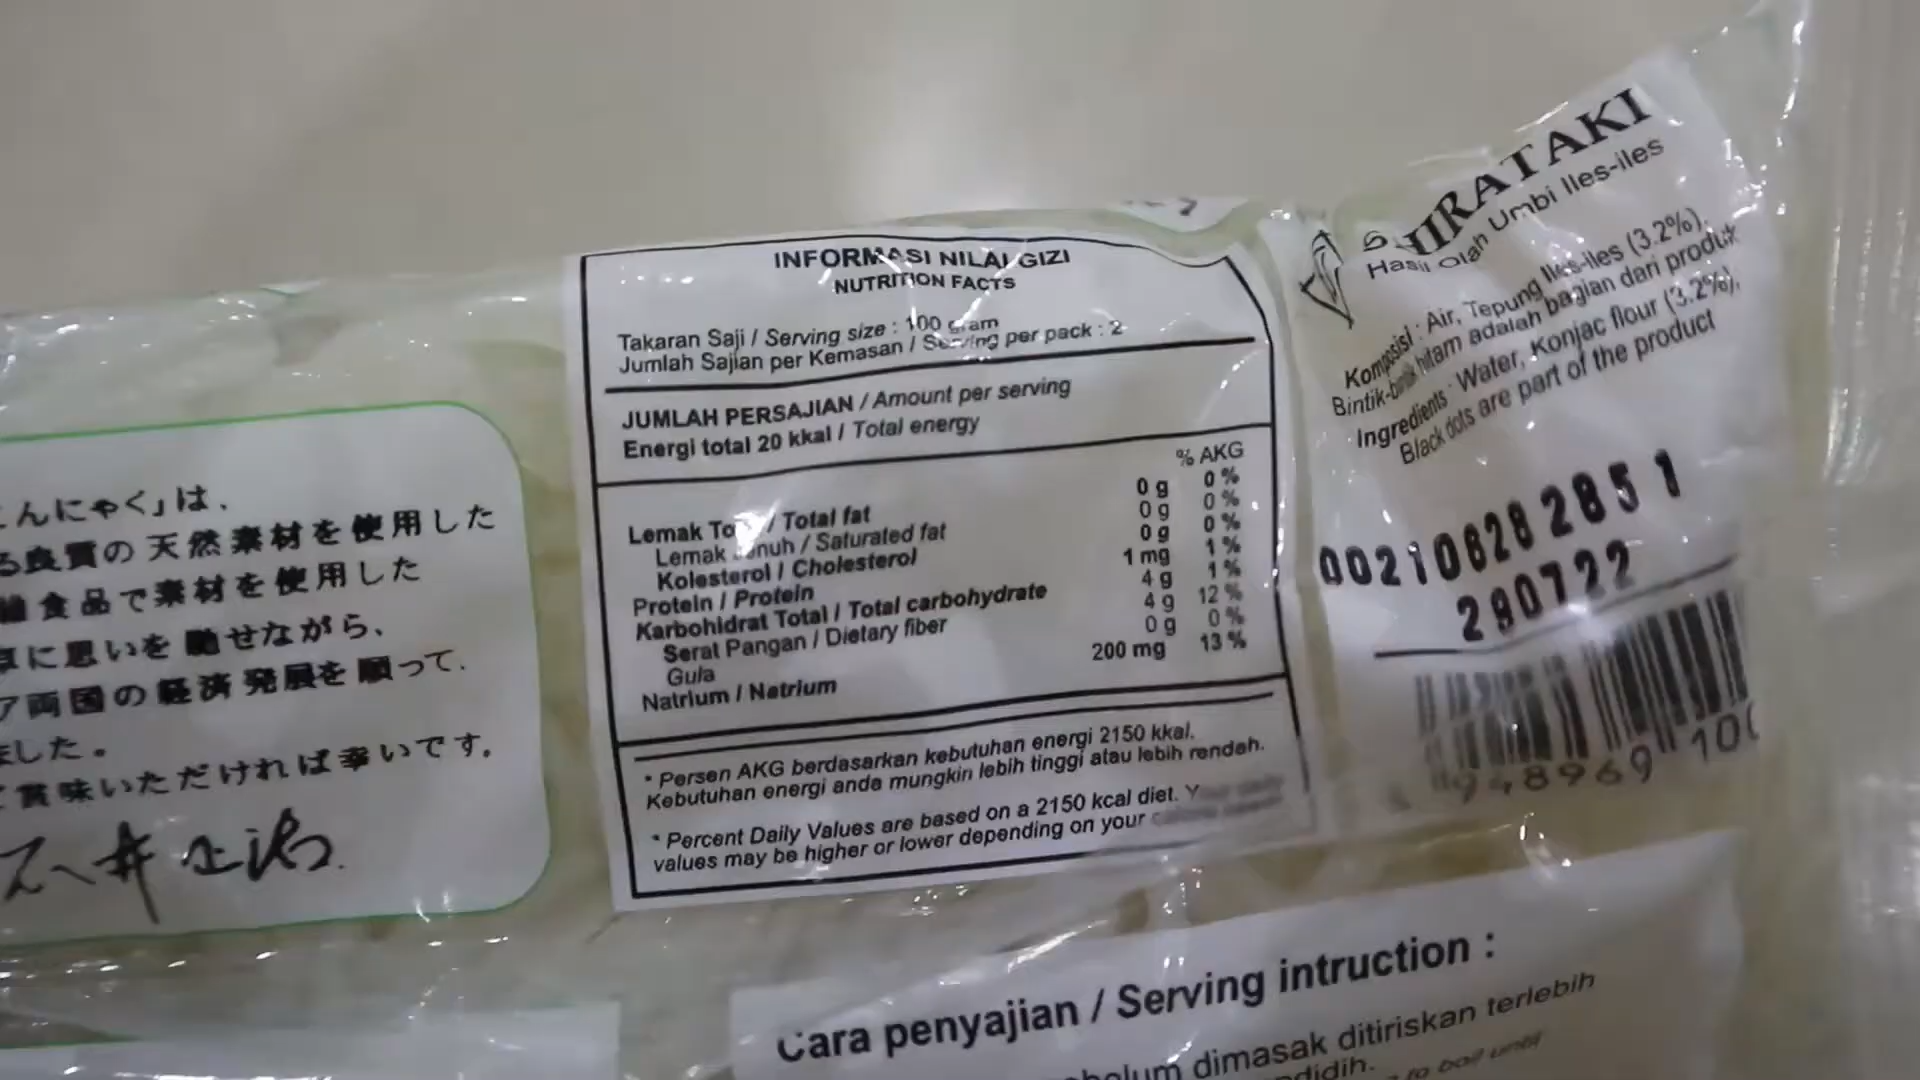 んにゃく」は、
る良質の天然素材を使用した
食品で素材を使用した
に思いを馳せながら、
ア両国の経済発展を願って、
ました。
賞味いただければ幸いです。
INFORMASI NILAI GIZI
NUTRITION FACTS
Takaran Saji / Serving size : 100 gram
Jumlah Sajian per Kemasan / Serving per pack : 2
JUMLAH PERSAJIAN / Amount per serving
Energi total 20 kkal / Total energy
% AKG
Lemak / Total fat 0 g 0 %
Lemak / Saturated fat 0 g 0 %
Kolesterol / Cholesterol 0 g 0 %
Protein / Protein 1 mg 1 %
Karbohidrat Total / Total carbohydrate 4 g 1 %
Serat Pangan / Dietary fiber 4 g 12 %
Gula 0 g 0 %
Natrium / Natrium 200 mg 13 %
* Persen AKG berdasarkan kebutuhan energi 2150 kkal.
Kebutuhan energi anda mungkin lebih tinggi atau lebih rendah.
* Percent Daily Values are based on a 2150 kcal diet.
values may be higher or lower depending on your
SHIRATAKI
Hasil Olah Umbi Iles-iles
Komposisi : Air, Tepung Iles-iles (3.2%),
Bintik-bintik hitam adalah bagian dari produk
Ingredients : Water, Konjac flour (3.2%),
Black dots are part of the product
00210628 2851
290722
948969 100
Cara penyajian / Serving intruction :
dimasak ditiriskan terlebih
to boil until